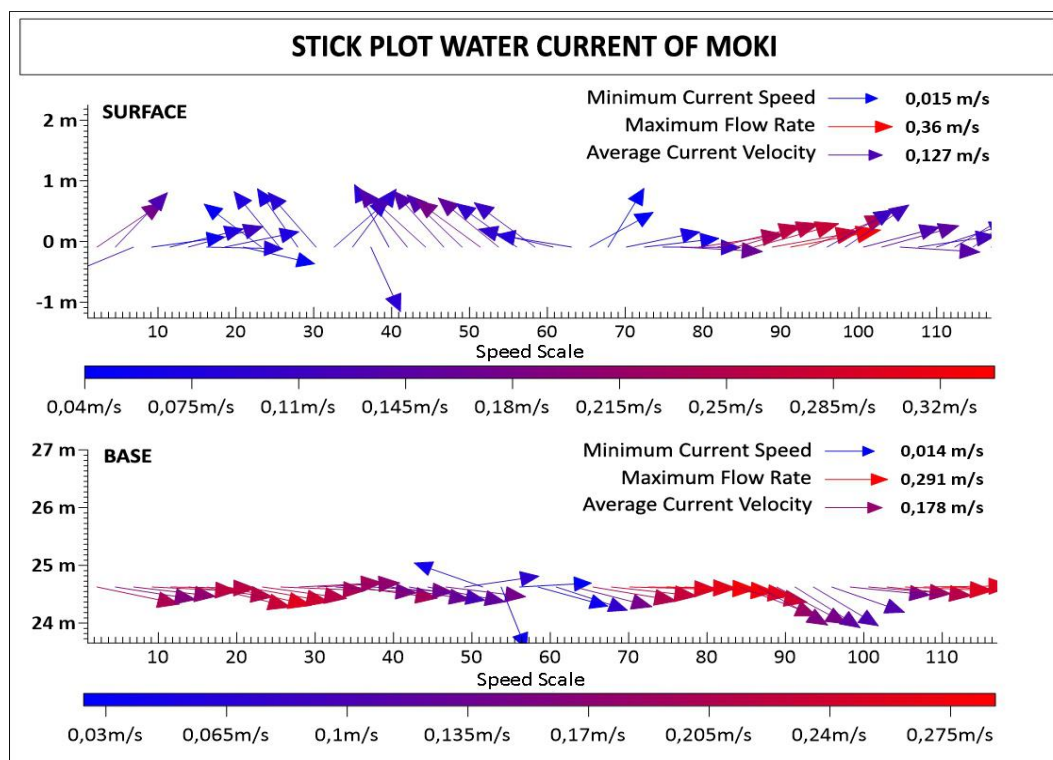 STICK PLOT WATER CURRENT OF MOKI
SURFACE
Minimum Current Speed 0,015 m/s
Maximum Flow Rate 0,36 m/s
Average Current Velocity 0,127 m/s
2 m
1 m
0 m
-1 m
10 20 30 40 50 60 70 80 90 100 110
Speed Scale
0,04m/s 0,075m/s 0,11m/s 0,145m/s 0,18m/s 0,215m/s 0,25m/s 0,285m/s 0,32m/s
BASE
Minimum Current Speed 0,014 m/s
Maximum Flow Rate 0,291 m/s
Average Current Velocity 0,178 m/s
27 m
26 m
25 m
24 m
10 20 30 40 50 60 70 80 90 100 110
Speed Scale
0,03m/s 0,065m/s 0,1m/s 0,135m/s 0,17m/s 0,205m/s 0,24m/s 0,275m/s